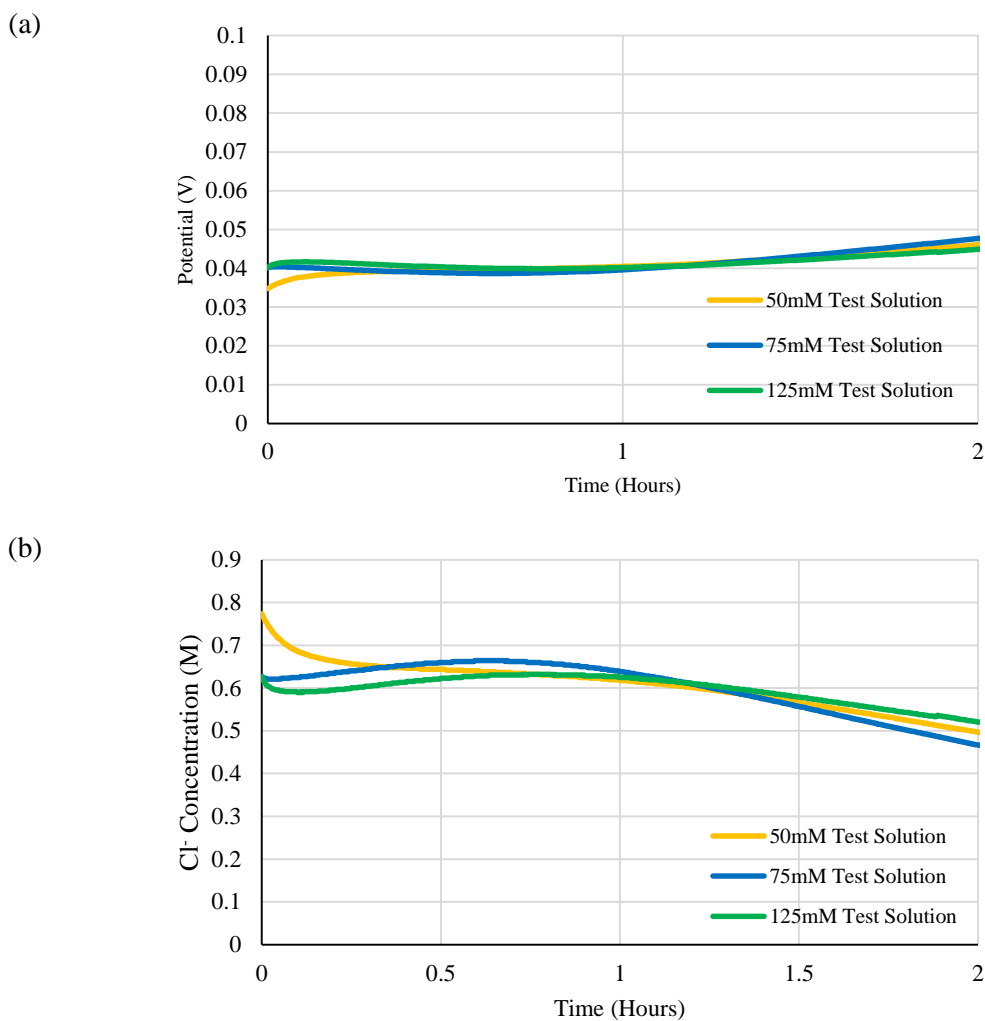 (a)
0.1
0.09
0.08
0.07
0.06
0.05
0.04
0.03
0.02
0.01
0
Potential (V)
50mM Test Solution
75mM Test Solution
125mM Test Solution
0 1 2
Time (Hours)
(b)
0.9
0.8
0.7
0.6
0.5
0.4
0.3
0.2
0.1
0
Cl- Concentration (M)
50mM Test Solution
75mM Test Solution
125mM Test Solution
0 0.5 1 1.5 2
Time (Hours)